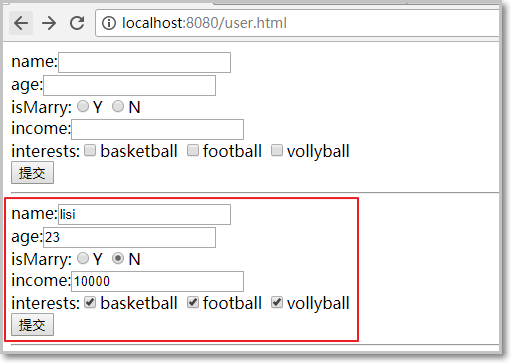 localhost:8080/user.html
name:
age:
isMarry: Y N
income:
interests: basketball football vollyball
提交
name: lisi
age: 23
isMarry: Y N
income: 10000
interests: basketball football vollyball
提交